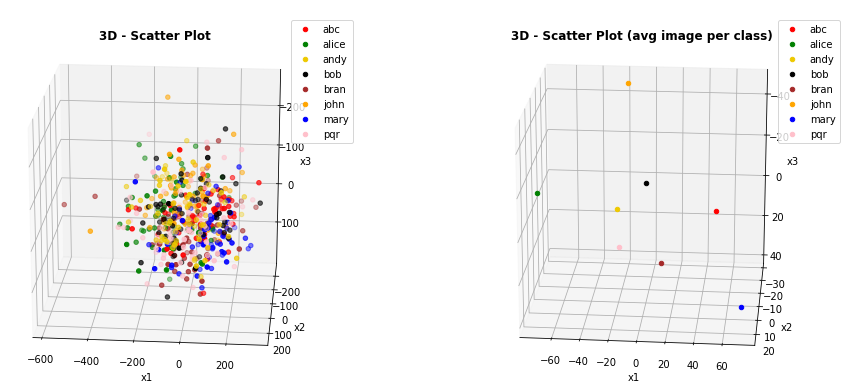 3D - Scatter Plot
abc
alice
andy
bob
bran
john
mary
pqr
−200
−100
0
100
x3
−200
−100
0
100
200
x2
−600
−400
−200
0
200
x1
3D - Scatter Plot (avg image per class)
abc
alice
andy
bob
bran
john
mary
pqr
−40
−20
0
20
40
x3
−30
−20
−10
0
10
20
x2
−60
−40
−20
0
20
40
60
x1